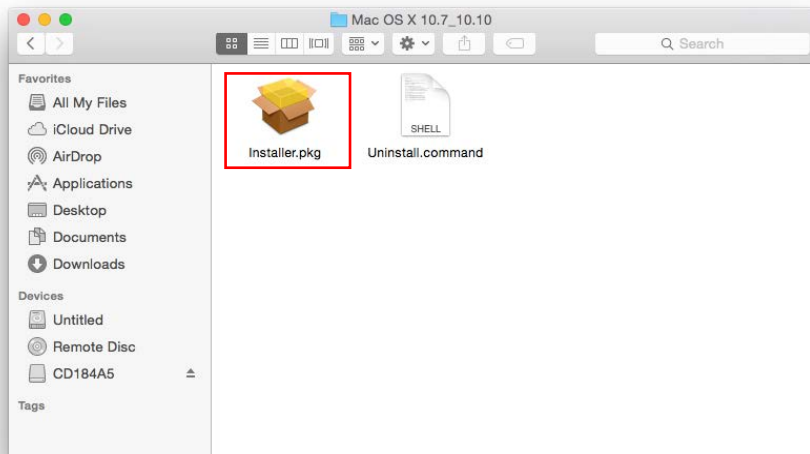 Mac OS X 10.7_10.10
Search
Favorites
All My Files
iCloud Drive
AirDrop
Applications
Desktop
Documents
Downloads
Devices
Untitled
Remote Disc
CD184A5
Tags
SHELL
Installer.pkg
Uninstall.command